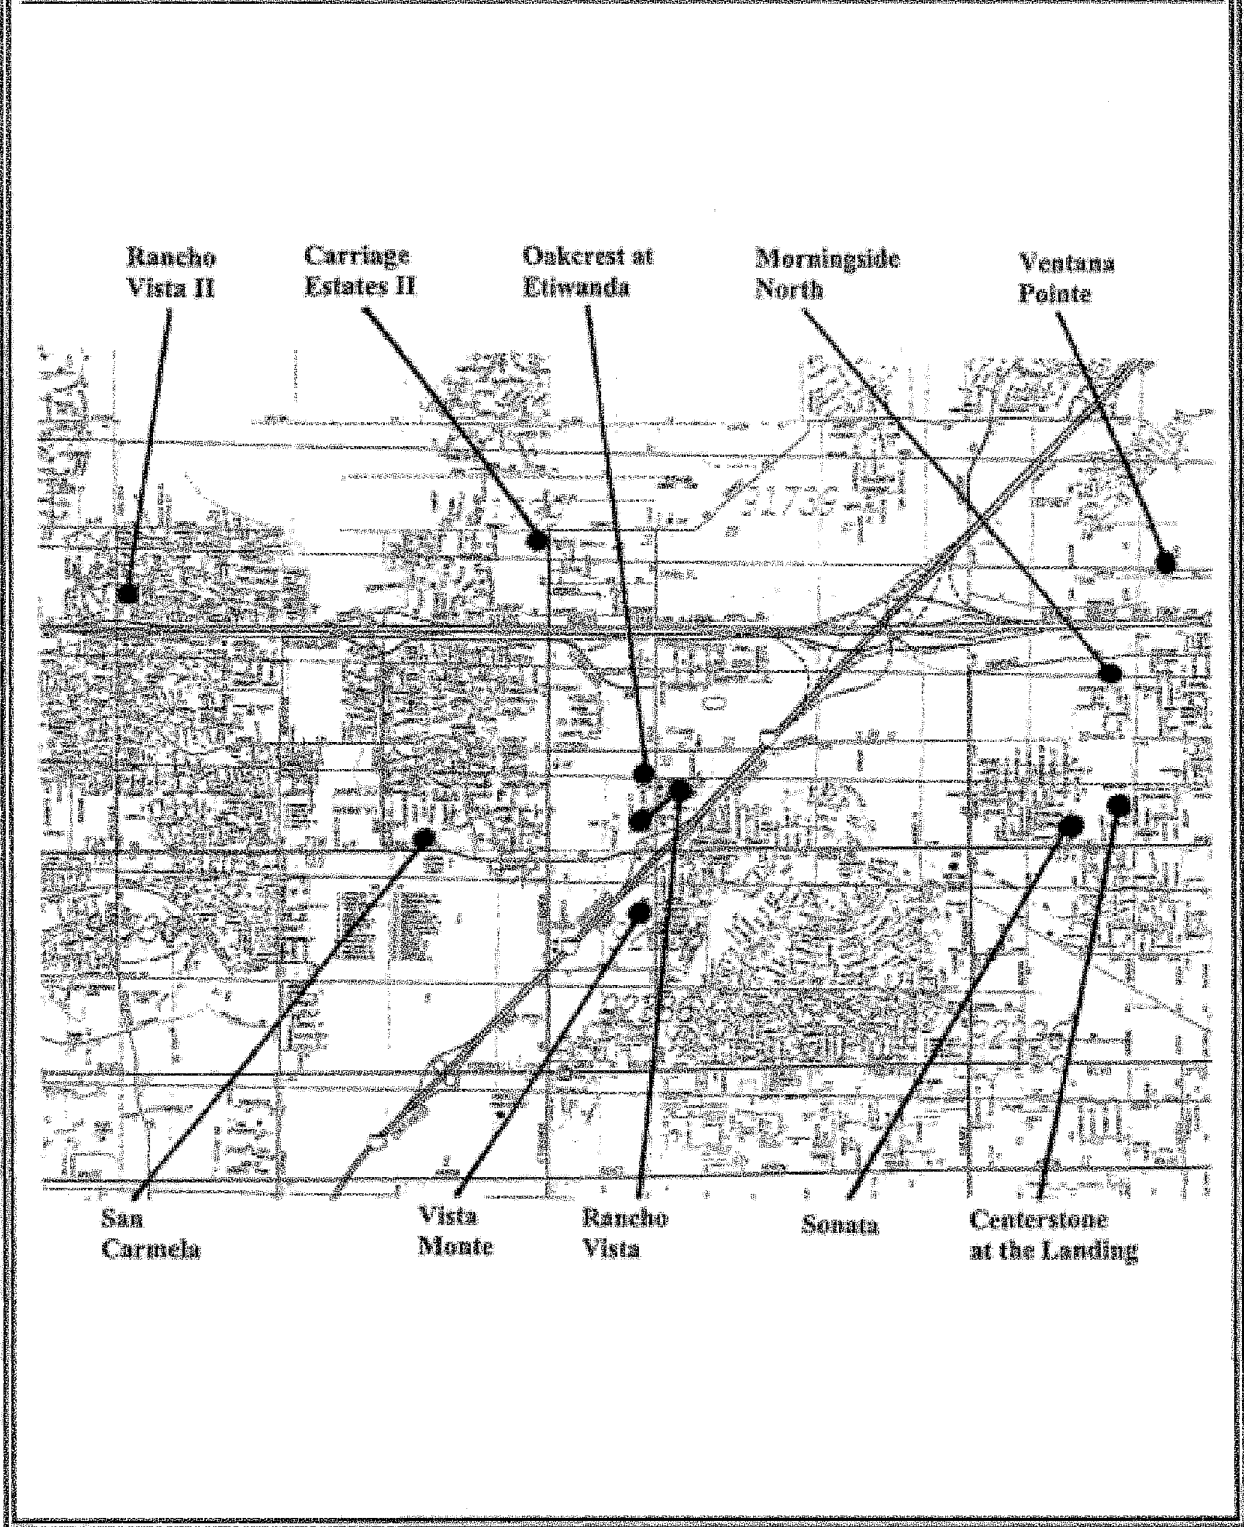 Rancho
Vista II
Carriage
Estates II
Oakcrest at
Etiwanda
Morningside
North
Ventana
Pointe
91739
San
Carmela
Vista
Monte
Rancho
Vista
Sonata
Centerstone
at the Landing